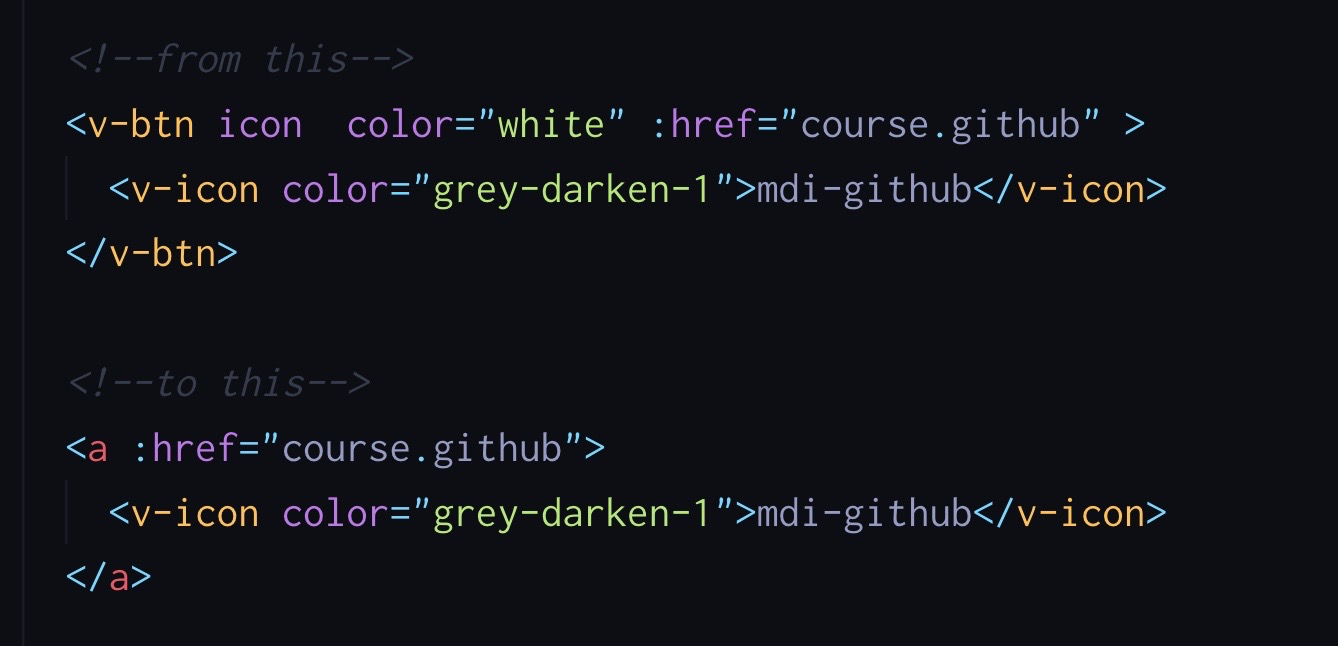 <!--from this-->
<v-btn icon  color="white" :href="course.github" >
  <v-icon color="grey-darken-1">mdi-github</v-icon>
</v-btn>
<!--to this-->
<a :href="course.github">
  <v-icon color="grey-darken-1">mdi-github</v-icon>
</a>